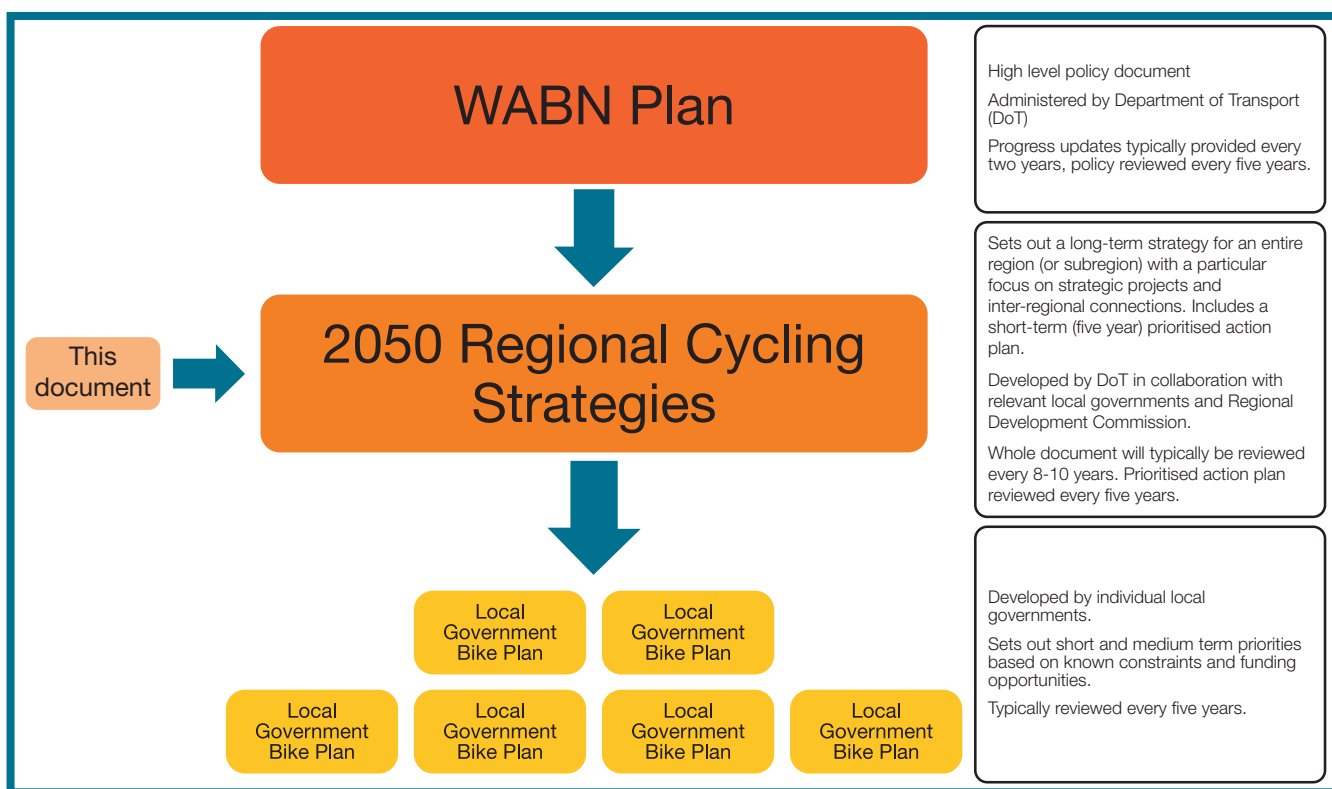 WABN Plan
High level policy document
Administered by Department of Transport
(DoT)
Progress updates typically provided every
two years, policy reviewed every five years.
This
document
2050 Regional Cycling
Strategies
Sets out a long-term strategy for an entire
region (or subregion) with a particular
focus on strategic projects and
inter-regional connections. Includes a
short-term (five year) prioritised action
plan.
Developed by DoT in collaboration with
relevant local governments and Regional
Development Commission.
Whole document will typically be reviewed
every 8-10 years. Prioritised action plan
reviewed every five years.
Local
Government
Bike Plan
Local
Government
Bike Plan
Local
Government
Bike Plan
Local
Government
Bike Plan
Local
Government
Bike Plan
Local
Government
Bike Plan
Developed by individual local
governments.
Sets out short and medium term priorities
based on known constraints and funding
opportunities.
Typically reviewed every five years.